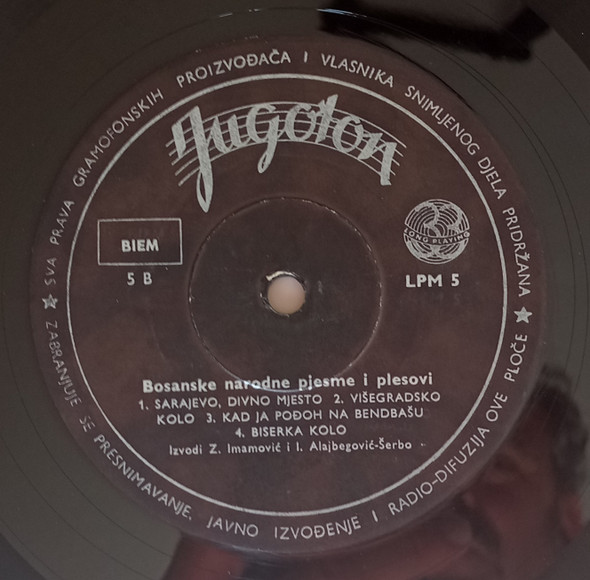 SVA PRAVA GRAMOFONSKIH PROIZVOĐAČA I VLASNIKA SNIMLJENOG DJELA PRIDRŽANA ★
Jugoton
BIEM
5 B
LONG PLAYING
LPM 5
Bosanske narodne pjesme i plesovi
1. SARAJEVO, DIVNO MJESTO 2. VIŠEGRADSKO
KOLO 3. KAD JA POĐOH NA BENDBAŠU
4. BISERKA KOLO
Izvodi Z. Imamović i I. Alajbegović-Šerbo
★ ZABRANJUJE SE PRESNIMAVANJE, JAVNO IZVOĐENJE I RADIO-DIFUZIJA OVE PLOČE